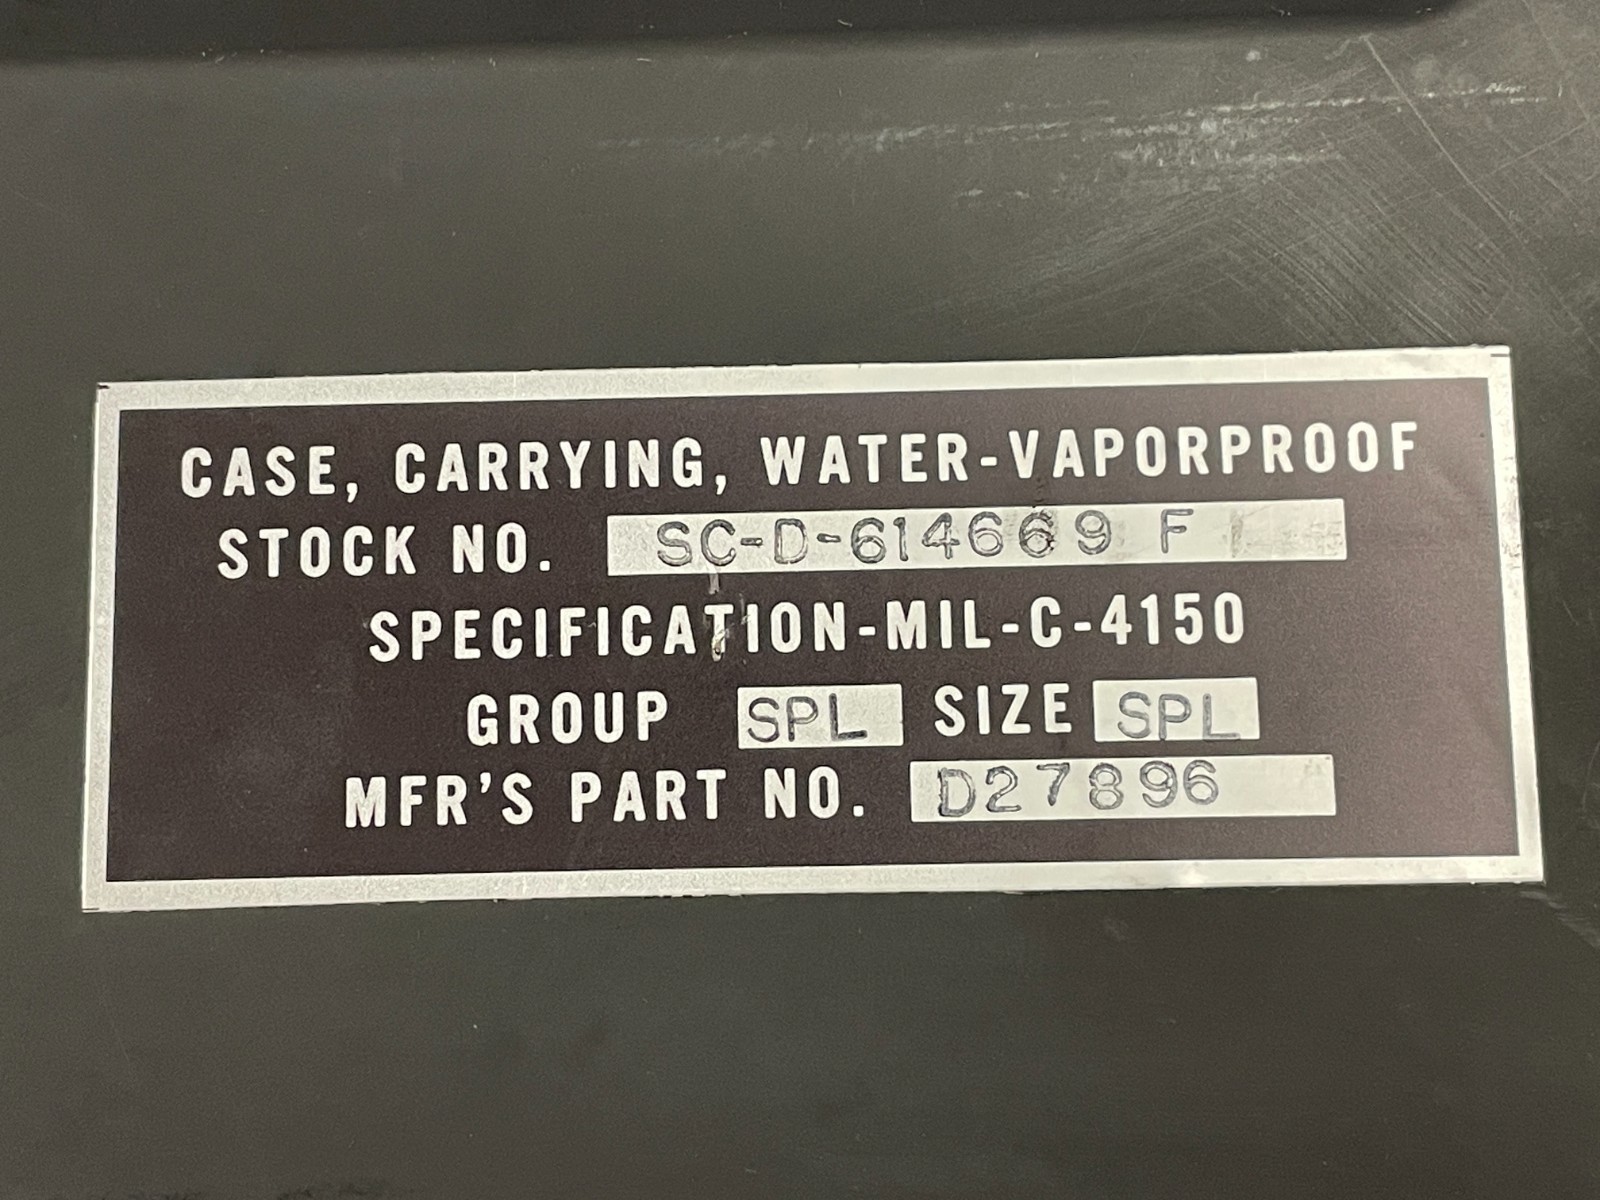 CASE, CARRYING, WATER-VAPORPROOF
STOCK NO. SC-D-614669 F
SPECIFICATION-MIL-C-4150
GROUP SPL SIZE SPL
MFR'S PART NO. D27896